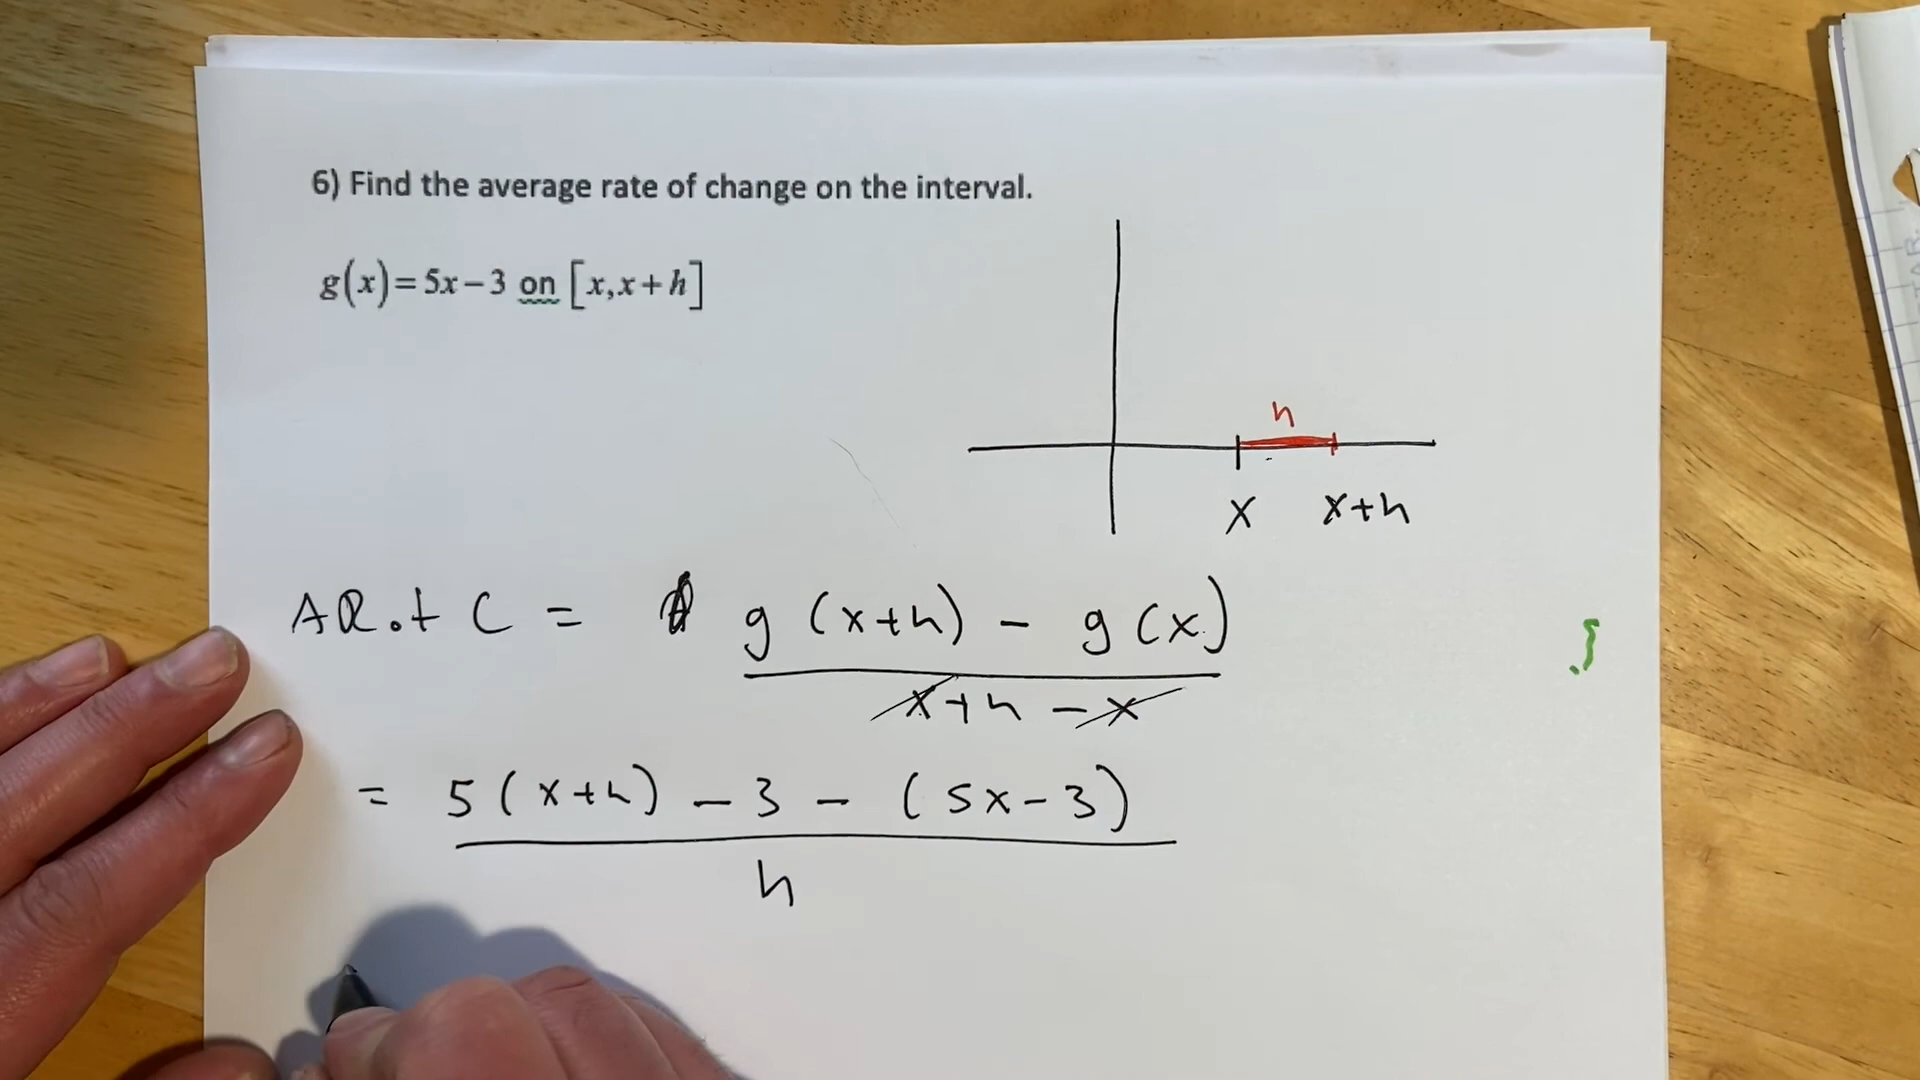 6) Find the average rate of change on the interval.
g(x)=5x−3 on [x,x+h]
h
x x+h
AR.of C = g(x+h) − g(x)
x+h − x
= 5(x+h) − 3 − (5x−3)
h